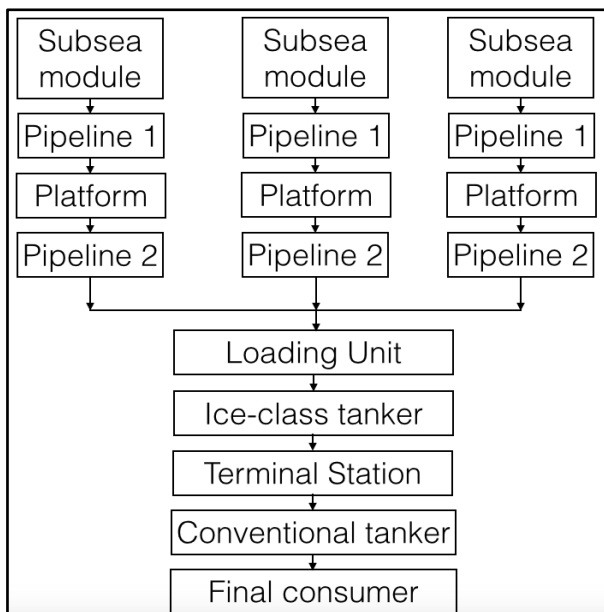 Subsea
module
Subsea
module
Subsea
module
Pipeline 1
Pipeline 1
Pipeline 1
Platform
Platform
Platform
Pipeline 2
Pipeline 2
Pipeline 2
Loading Unit
Ice-class tanker
Terminal Station
Conventional tanker
Final consumer